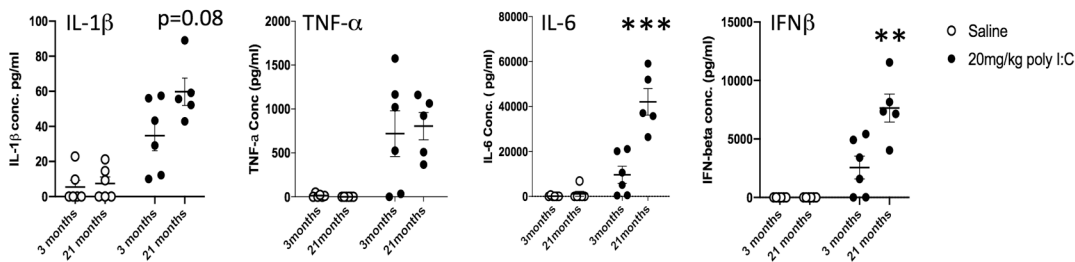 IL-1β p=0.08
IL-1β conc. pg/ml
100
80
60
40
20
0
3 months
21 months
3 months
21 months
TNF-α
TNF-a Conc (pg/ml)
2000
1500
1000
500
0
3months
21months
3months
21months
IL-6 ***
IL-6 Conc. ( pg/ml)
80000
60000
40000
20000
0
3months
21months
3months
21months
IFNβ
**
IFN-beta conc. (pg/ml)
15000
10000
5000
0
3 months
21 months
3 months
21 months
Saline
20mg/kg poly I:C